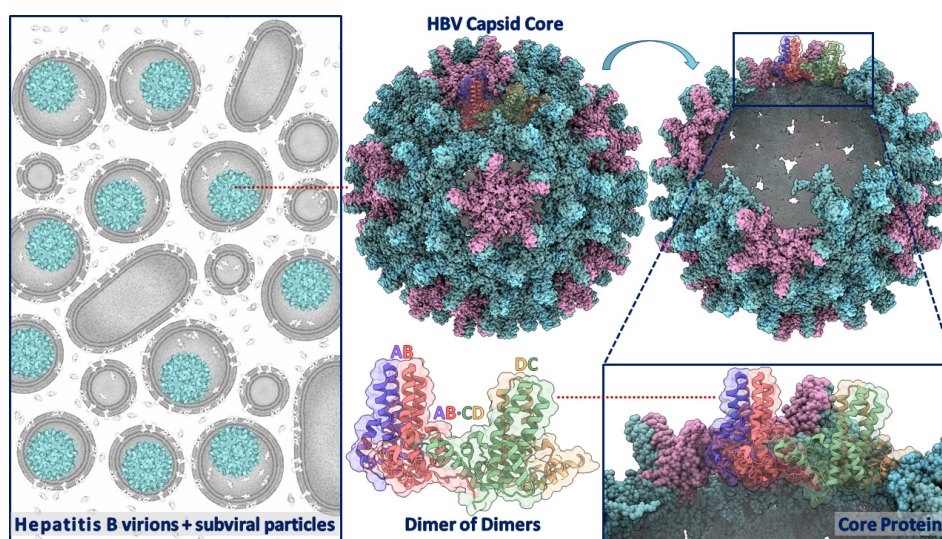 HBV Capsid Core
AB
DC
AB·CD
Hepatitis B virions + subviral particles
Dimer of Dimers
Core Protein